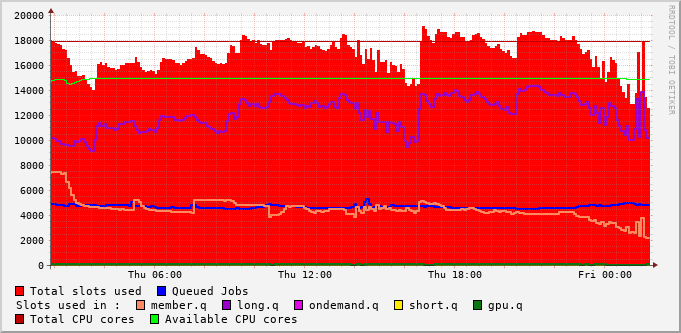 RRDTOOL / TOBI OETIKER
20000
18000
16000
14000
12000
10000
8000
6000
4000
2000
0
Thu 06:00 Thu 12:00 Thu 18:00 Fri 00:00
Total slots used Queued Jobs
Slots used in : member.q long.q ondemand.q short.q gpu.q
Total CPU cores Available CPU cores